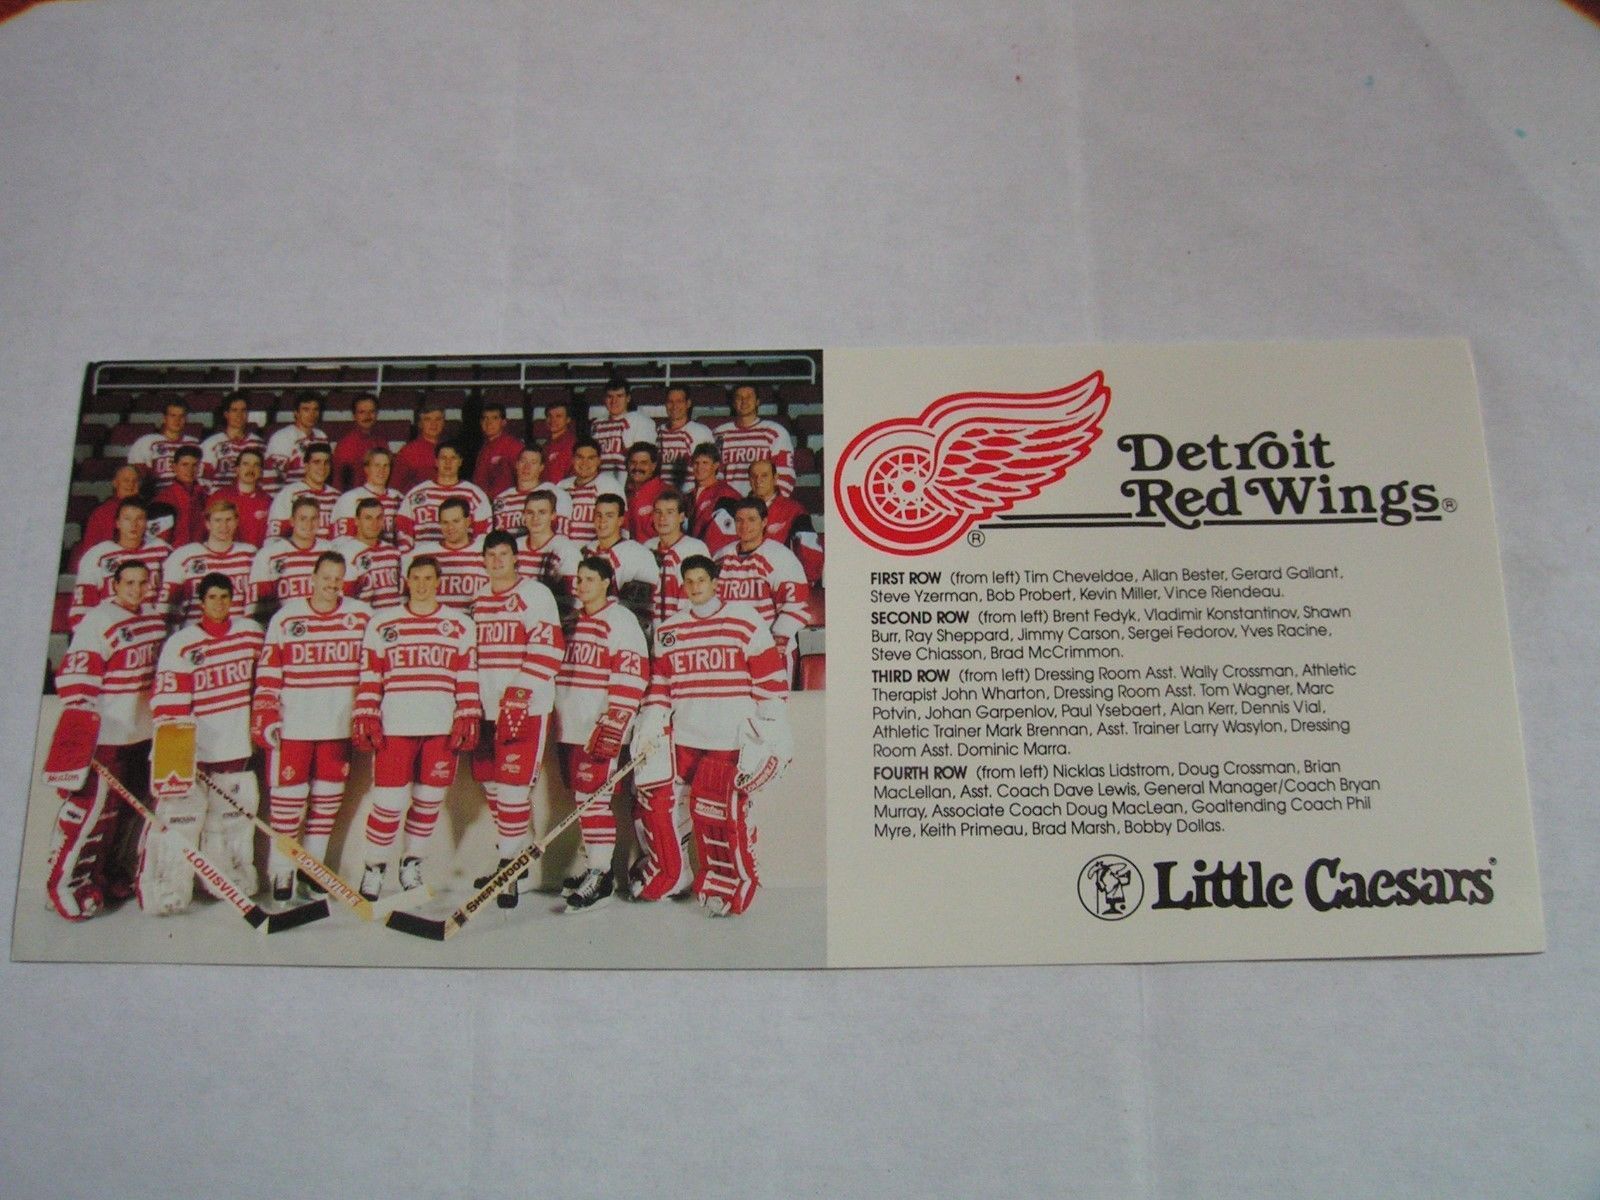 Detroit
Red Wings®
®
FIRST ROW (from left) Tim Cheveldae, Allan Bester, Gerard Gallant,
Steve Yzerman, Bob Probert, Kevin Miller, Vince Riendeau.
SECOND ROW (from left) Brent Fedyk, Vladimir Konstantinov, Shawn
Burr, Ray Sheppard, Jimmy Carson, Sergei Fedorov, Yves Racine,
Steve Chiasson, Brad McCrimmon.
THIRD ROW (from left) Dressing Room Asst. Wally Crossman, Athletic
Therapist John Wharton, Dressing Room Asst. Tom Wagner, Marc
Potvin, Johan Garpenlov, Paul Ysebaert, Alan Kerr, Dennis Vial,
Athletic Trainer Mark Brennan, Asst. Trainer Larry Wasylon, Dressing
Room Asst. Dominic Marra.
FOURTH ROW (from left) Nicklas Lidstrom, Doug Crossman, Brian
MacLellan, Asst. Coach Dave Lewis, General Manager/Coach Bryan
Murray, Associate Coach Doug MacLean, Goaltending Coach Phil
Myre, Keith Primeau, Brad Marsh, Bobby Dollas.
Little Caesars®
DETROIT
DETROIT
DETROIT
24
23
32
LOUISVILLE
LOUISVILLE
SHER-WOOD